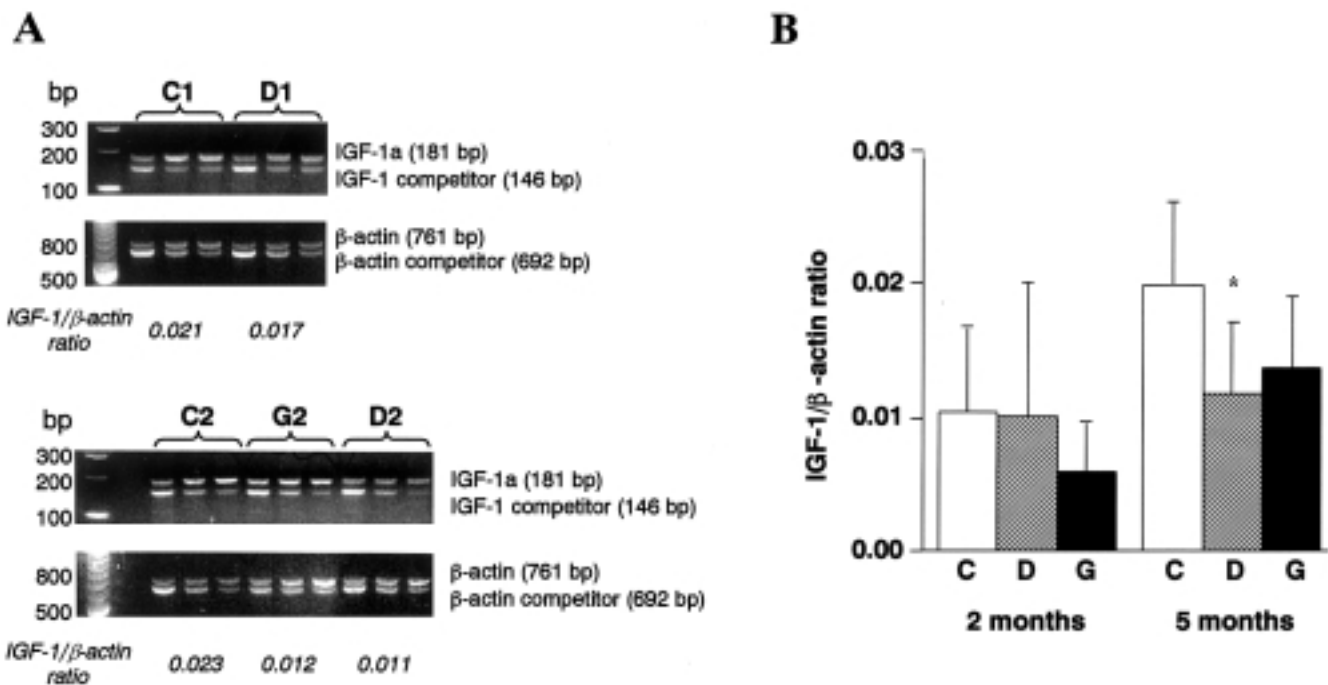 A
B
bp
C1
D1
300
200
100
IGF-1a (181 bp)
IGF-1 competitor (146 bp)
800
500
β-actin (761 bp)
β-actin competitor (692 bp)
IGF-1/β-actin ratio
0.021
0.017
bp
C2
G2
D2
300
200
100
IGF-1a (181 bp)
IGF-1 competitor (146 bp)
800
500
β-actin (761 bp)
β-actin competitor (692 bp)
IGF-1/β-actin ratio
0.023
0.012
0.011
IGF-1/β -actin ratio
0.03
0.02
0.01
0.00
*
C
D
G
C
D
G
2 months
5 months